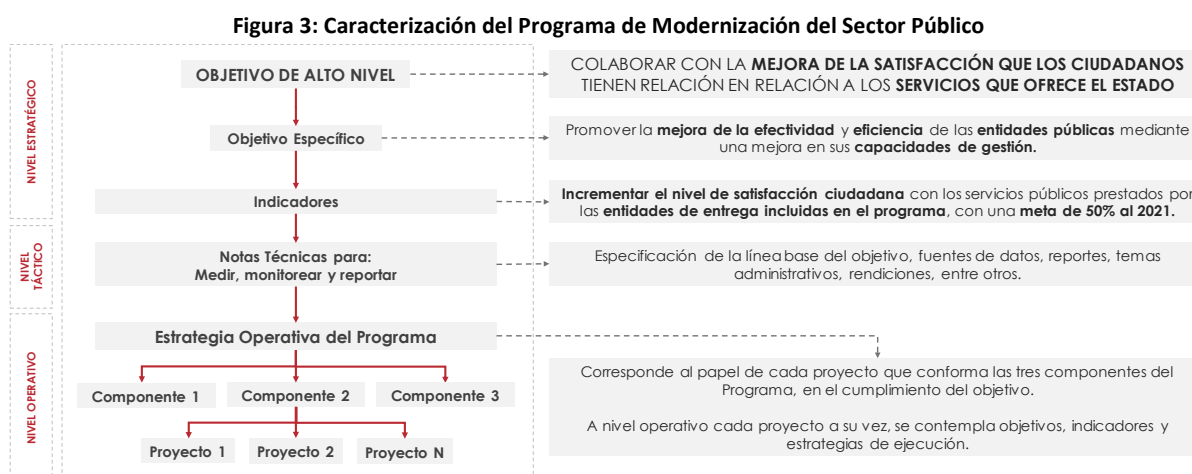 Figura 3: Caracterización del Programa de Modernización del Sector Público
NIVEL ESTRATÉGICO
OBJETIVO DE ALTO NIVEL
COLABORAR CON LA MEJORA DE LA SATISFACCIÓN QUE LOS CIUDADANOS
TIENEN RELACIÓN EN RELACIÓN A LOS SERVICIOS QUE OFRECE EL ESTADO
Objetivo Específico
Promover la mejora de la efectividad y eficiencia de las entidades públicas mediante
una mejora en sus capacidades de gestión.
Indicadores
Incrementar el nivel de satisfacción ciudadana con los servicios públicos prestados por
las entidades de entrega incluidas en el programa, con una meta de 50% al 2021.
NIVEL
TÁCTICO
Notas Técnicas para:
Medir, monitorear y reportar
Especificación de la línea base del objetivo, fuentes de datos, reportes, temas
administrativos, rendiciones, entre otros.
NIVEL OPERATIVO
Estrategia Operativa del Programa
Componente 1
Componente 2
Componente 3
Proyecto 1
Proyecto 2
Proyecto N
Corresponde al papel de cada proyecto que conforma las tres componentes del
Programa, en el cumplimiento del objetivo.
A nivel operativo cada proyecto a su vez, se contempla objetivos, indicadores y
estrategias de ejecución.